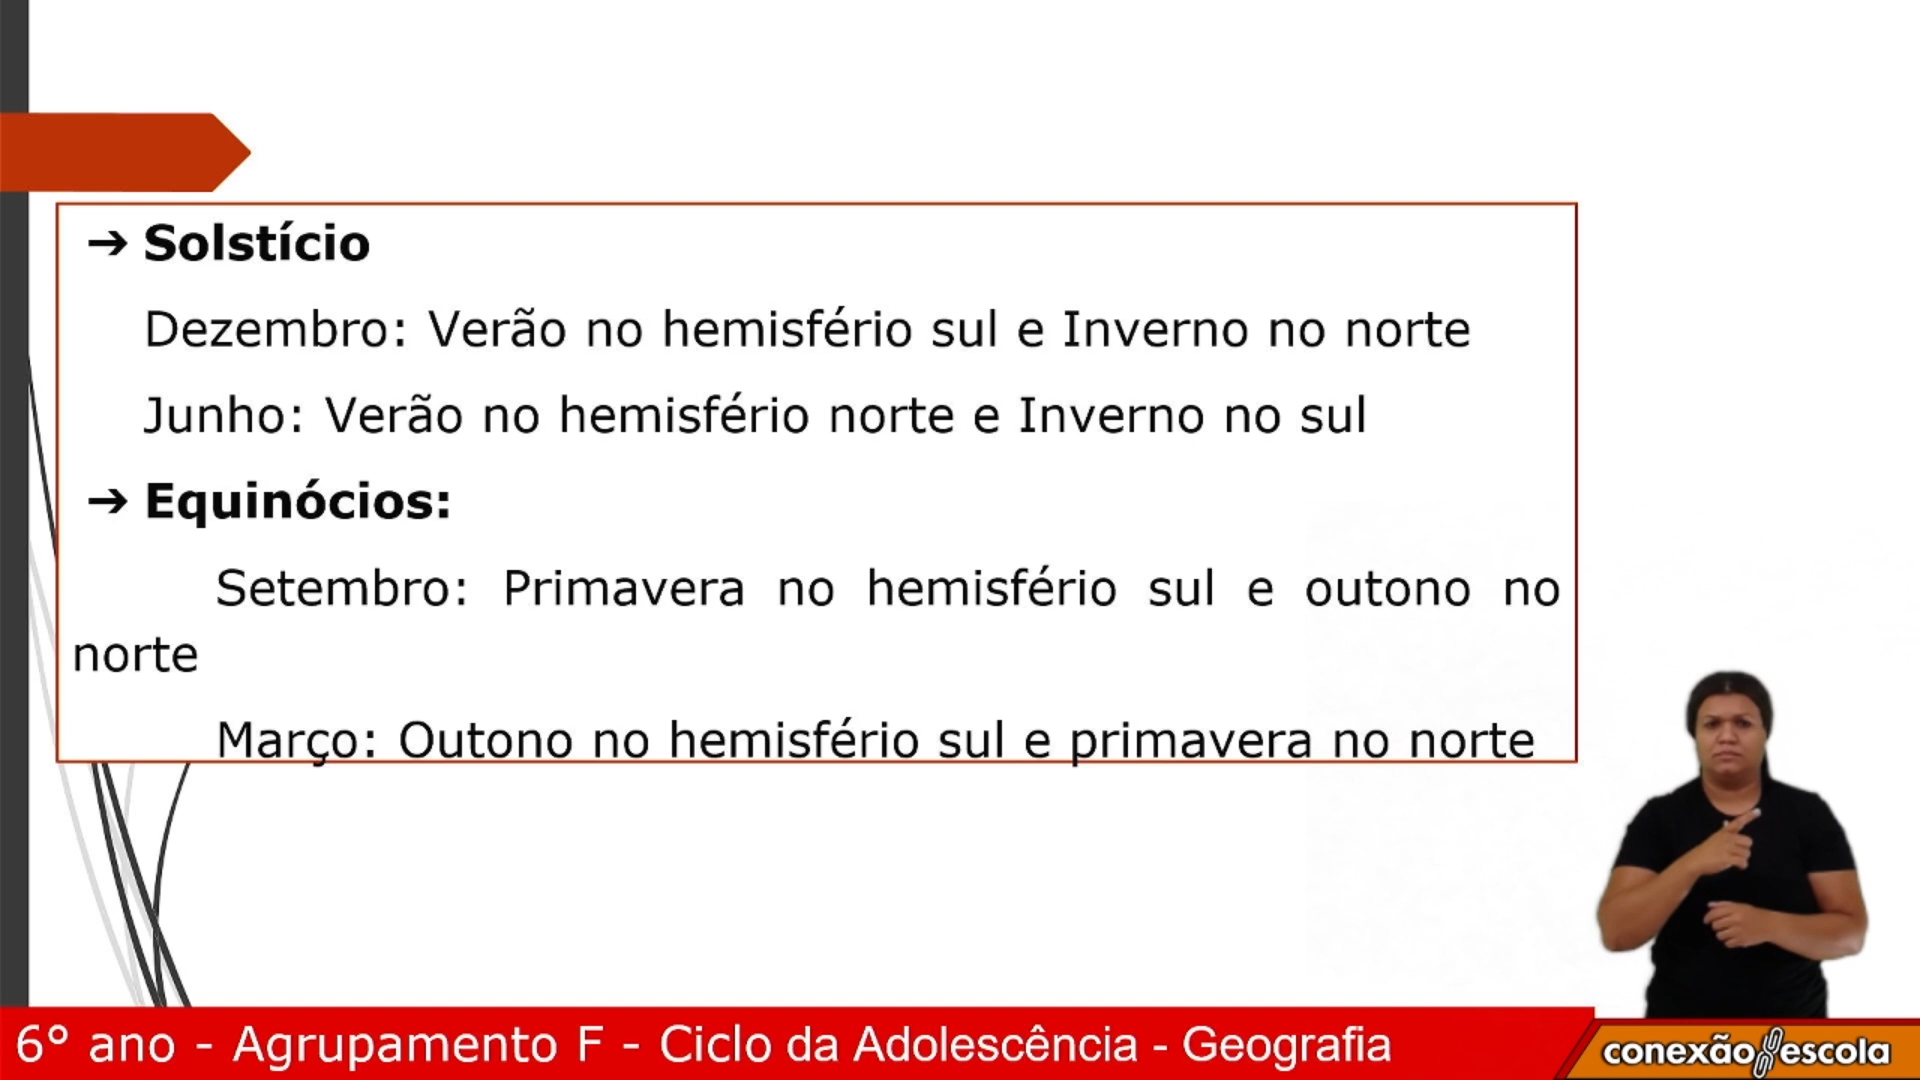 ➔ Solstício
Dezembro: Verão no hemisfério sul e Inverno no norte
Junho: Verão no hemisfério norte e Inverno no sul
➔ Equinócios:
Setembro: Primavera no hemisfério sul e outono no
norte
Março: Outono no hemisfério sul e primavera no norte
6° ano - Agrupamento F - Ciclo da Adolescência - Geografia
conexão escola